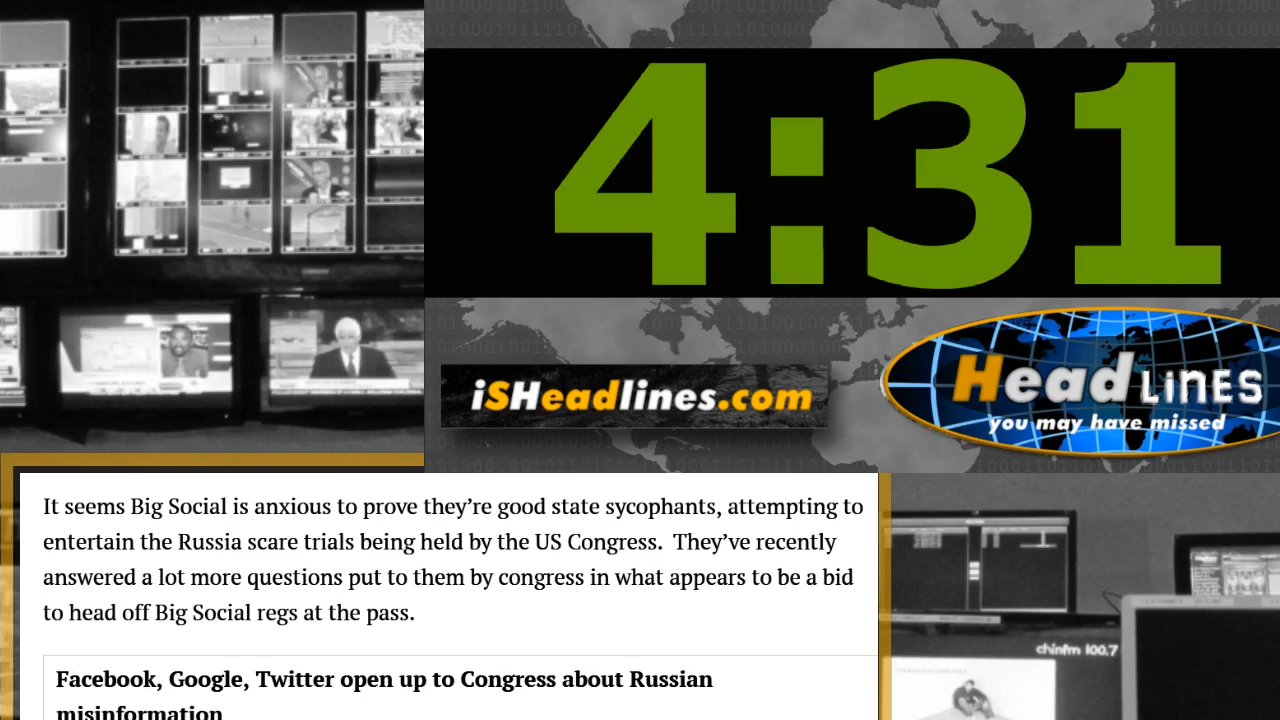 4:31
iSHeadlines.com
HeadLINES
you may have missed
It seems Big Social is anxious to prove they’re good state sycophants, attempting to
entertain the Russia scare trials being held by the US Congress.  They’ve recently
answered a lot more questions put to them by congress in what appears to be a bid
to head off Big Social regs at the pass.
chinfm 100.7
Facebook, Google, Twitter open up to Congress about Russian
misinformation